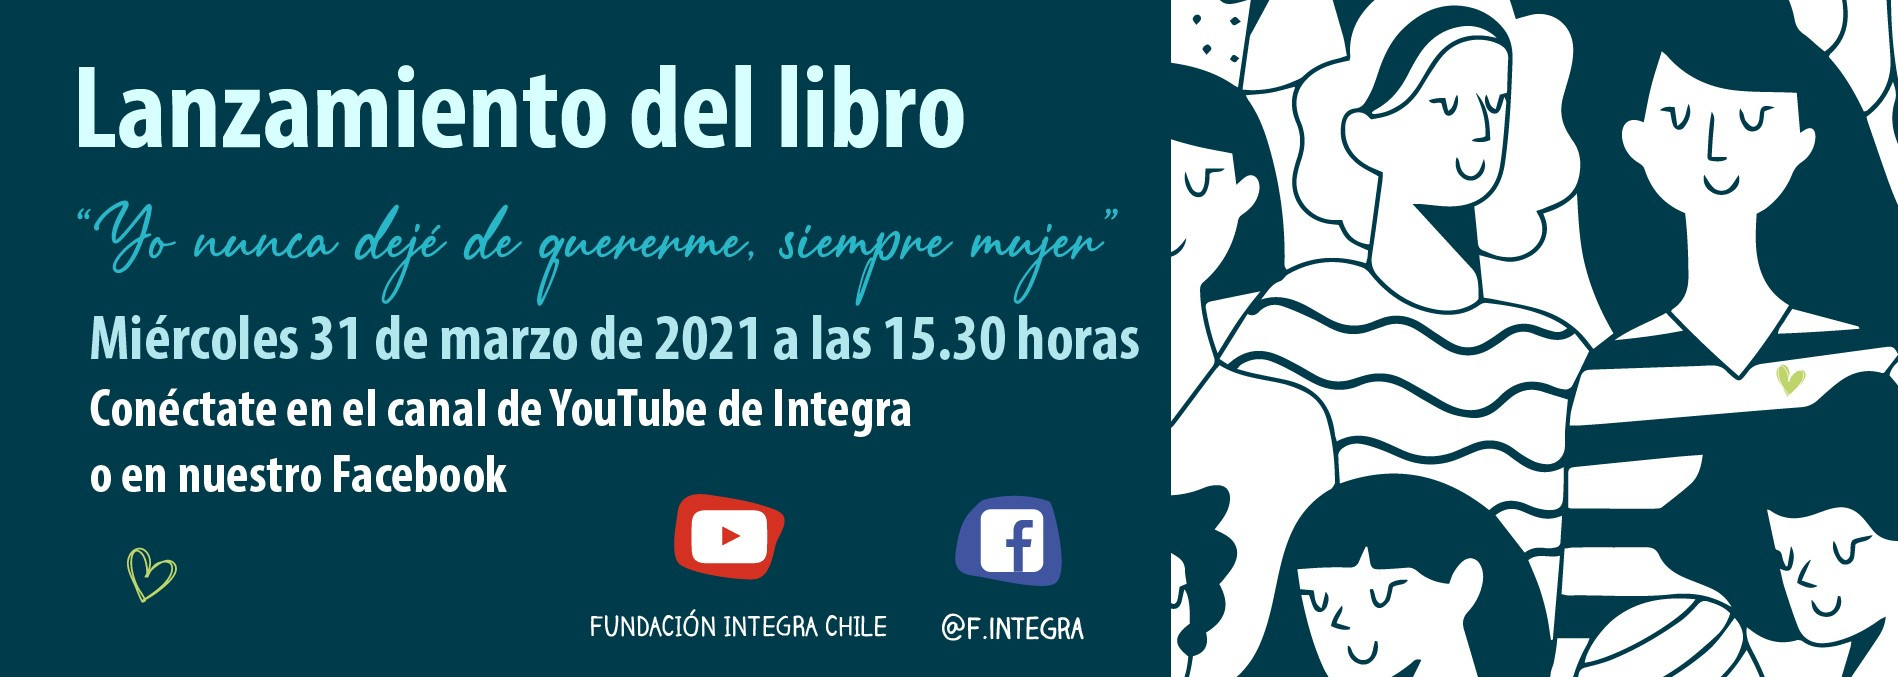 Lanzamiento del libro
“Yo nunca dejé de quererme, siempre mujer”
Miércoles 31 de marzo de 2021 a las 15.30 horas
Conéctate en el canal de YouTube de Integra
o en nuestro Facebook
FUNDACIÓN INTEGRA CHILE
@F.INTEGRA